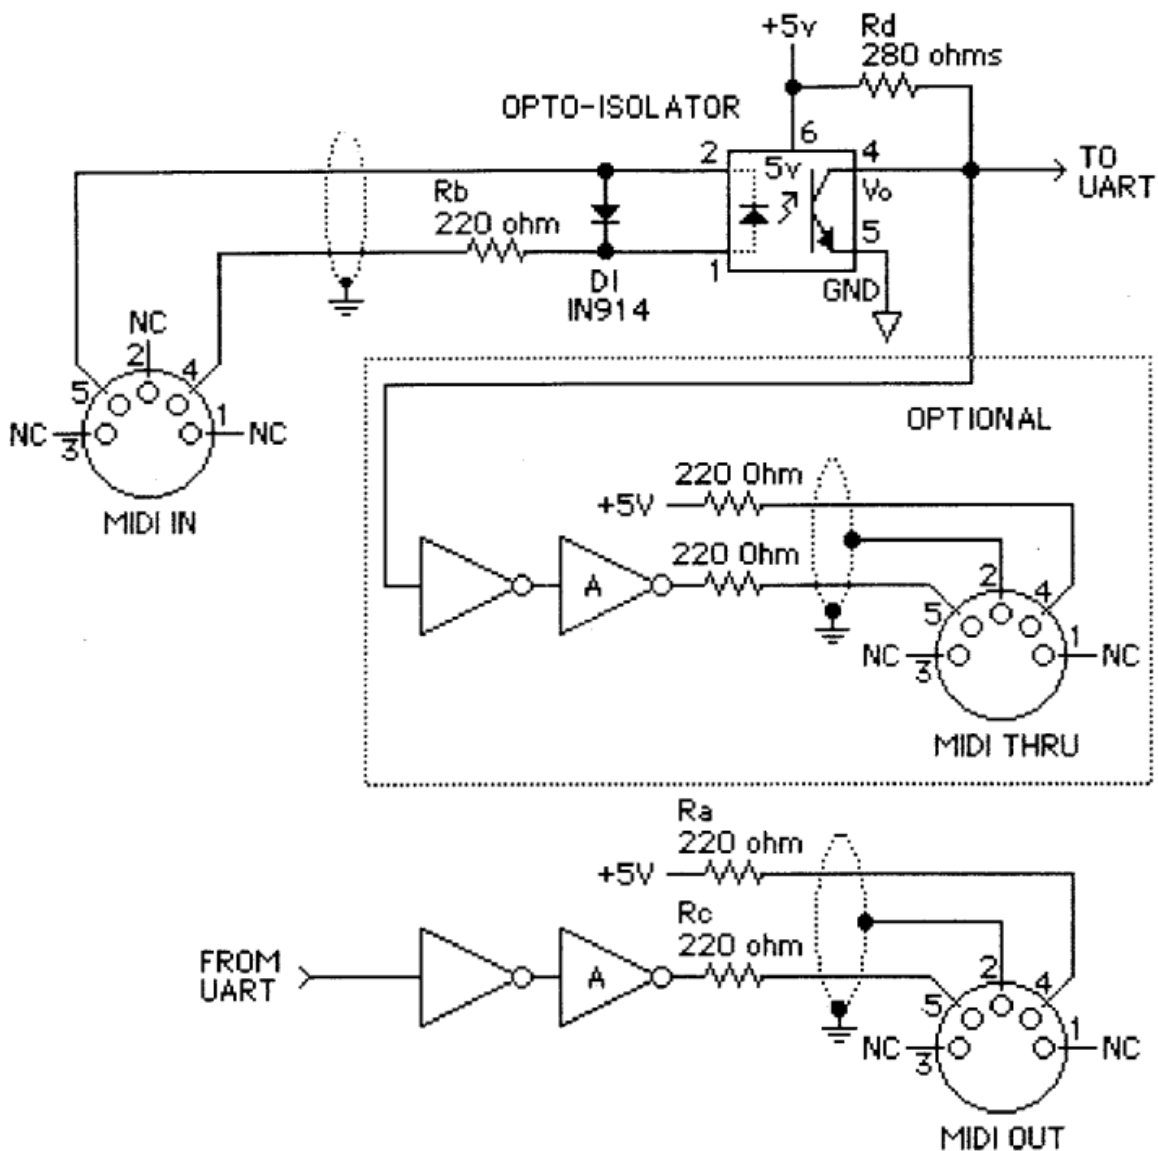 +5v
Rd
280 ohms
OPTO-ISOLATOR
6
2
5v
4
TO
UART
Vo
Rb
220 ohm
5
1
DI
IN914
GND
NC
2
5
4
1
NC
3
NC
MIDI IN
OPTIONAL
220 Ohm
+5V
220 Ohm
A
2
5
4
1
NC
3
NC
MIDI THRU
Ra
220 ohm
+5V
Rc
220 ohm
FROM
UART
A
2
5
4
1
NC
3
NC
MIDI OUT